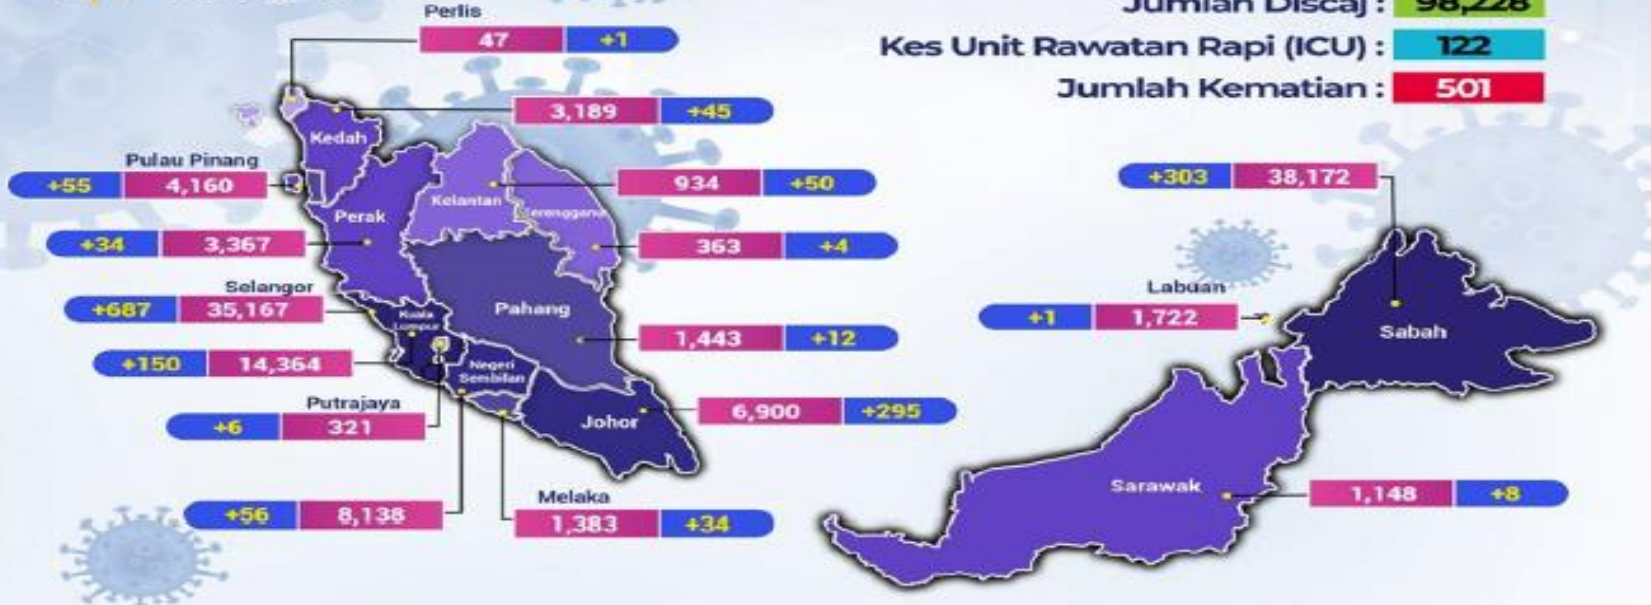 Jumlah Discaj : 98,228
Kes Unit Rawatan Rapi (ICU) : 122
Jumlah Kematian : 501
Perlis
47 +1
Kedah
3,189 +45
Pulau Pinang
+55 4,160
Kelantan
934 +50
Perak
+34 3,367
Terengganu
363 +4
Selangor
+687 35,167
Pahang
1,443 +12
Kuala
Lumpur
+150 14,364
Putrajaya
+6 321
Negeri
Sembilan
+56 8,138
Johor
6,900 +295
Melaka
1,383 +34
+303 38,172
Sabah
Labuan
+1 1,722
Sarawak
1,148 +8